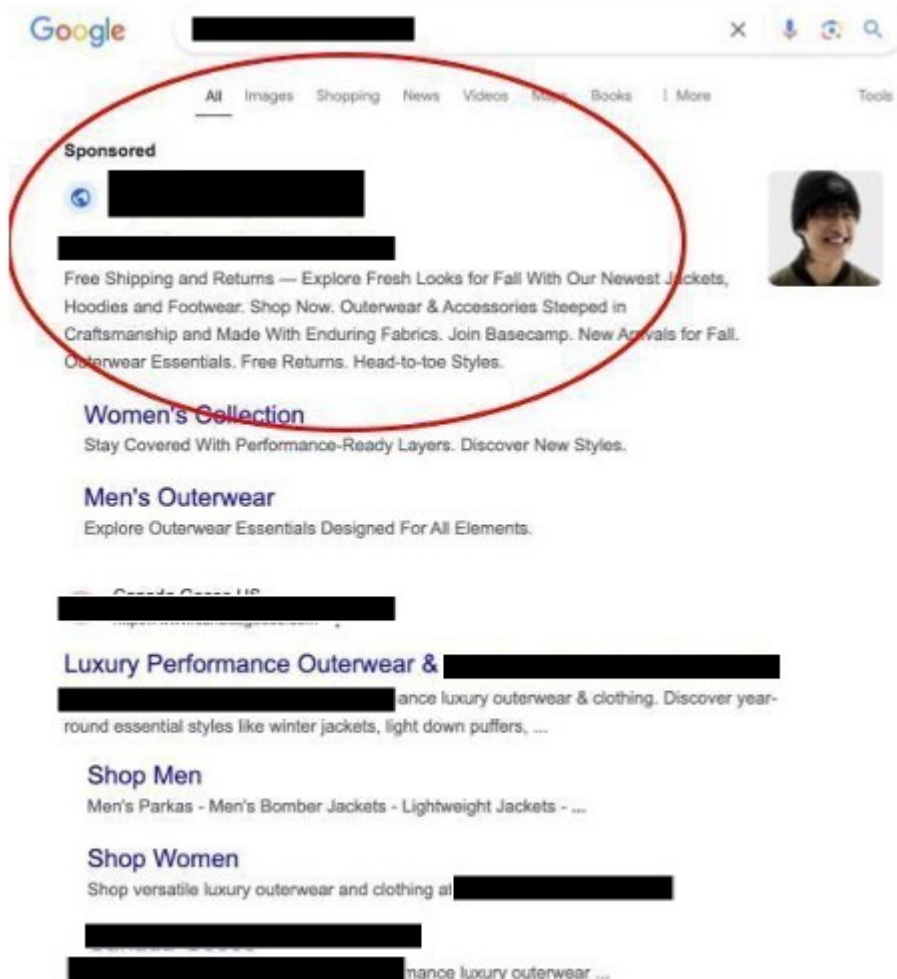 Google
All Images Shopping News Videos Maps Books More Tools
Sponsored
Free Shipping and Returns — Explore Fresh Looks for Fall With Our Newest Jackets,
Hoodies and Footwear. Shop Now. Outerwear & Accessories Steeped in
Craftsmanship and Made With Enduring Fabrics. Join Basecamp. New Arrivals for Fall.
Outerwear Essentials. Free Returns. Head-to-toe Styles.
Women's Collection
Stay Covered With Performance-Ready Layers. Discover New Styles.
Men's Outerwear
Explore Outerwear Essentials Designed For All Elements.
Luxury Performance Outerwear &
ance luxury outerwear & clothing. Discover year-
round essential styles like winter jackets, light down puffers, ...
Shop Men
Men's Parkas - Men's Bomber Jackets - Lightweight Jackets - ...
Shop Women
Shop versatile luxury outerwear and clothing at
mance luxury outerwear ...